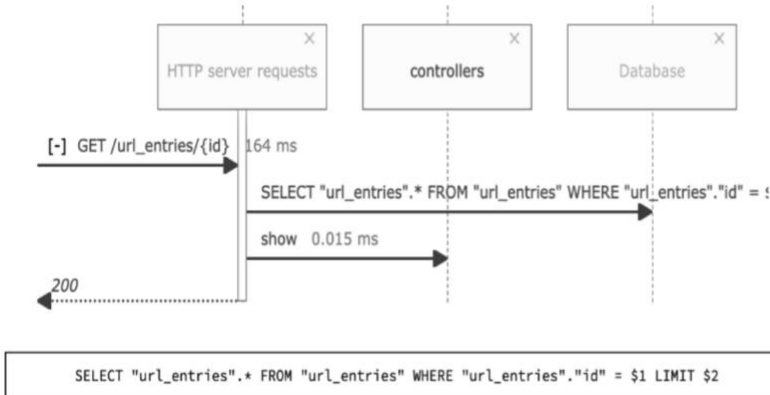 HTTP server requests
controllers
Database
[-] GET /url_entries/{id} 164 ms
SELECT "url_entries".* FROM "url_entries" WHERE "url_entries"."id" =
show 0.015 ms
200
SELECT "url_entries".* FROM "url_entries" WHERE "url_entries"."id" = $1 LIMIT $2